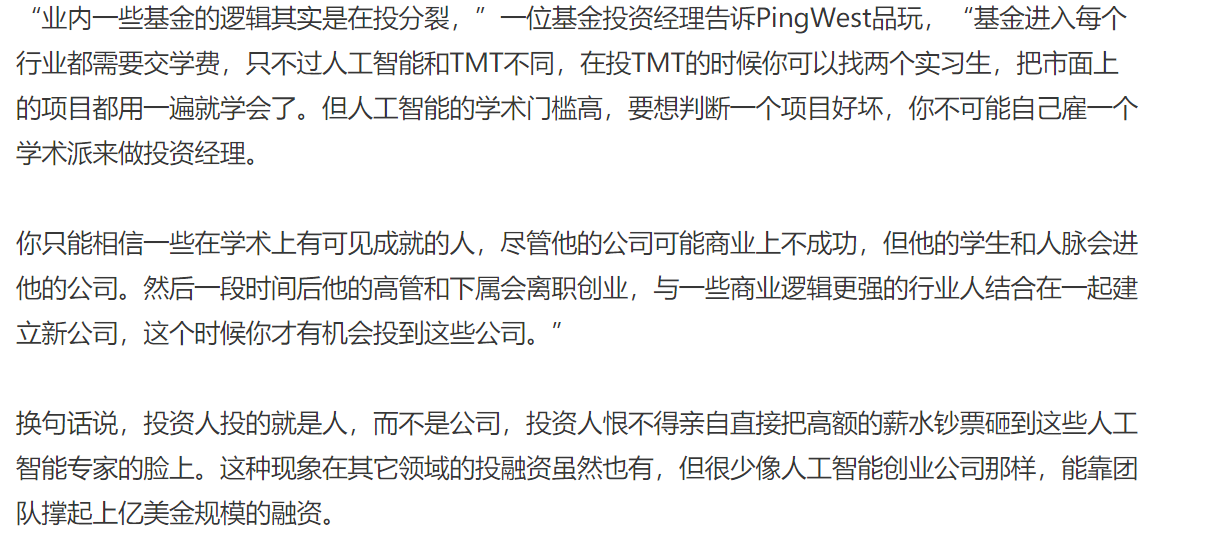 “业内一些基金的逻辑其实是在投分裂，”一位基金投资经理告诉PingWest品玩，“基金进入每个
行业都需要交学费，只不过人工智能和TMT不同，在投TMT的时候你可以找两个实习生，把市面上
的项目都用一遍就学会了。但人工智能的学术门槛高，要想判断一个项目好坏，你不可能自己雇一个
学术派来做投资经理。
你只能相信一些在学术上有可见成就的人，尽管他的公司可能商业上不成功，但他的学生和人脉会进
他的公司。然后一段时间后他的高管和下属会离职创业，与一些商业逻辑更强的行业人结合在一起建
立新公司，这个时候你才有机会投到这些公司。”
换句话说，投资人投的就是人，而不是公司，投资人恨不得亲自直接把高额的薪水钞票砸到这些人工
智能专家的脸上。这种现象在其它领域的投融资虽然也有，但很少像人工智能创业公司那样，能靠团
队撑起上亿美金规模的融资。